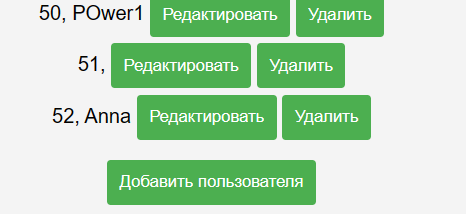 50, POwer1 Редактировать Удалить
51, Редактировать Удалить
52, Anna Редактировать Удалить
Добавить пользователя